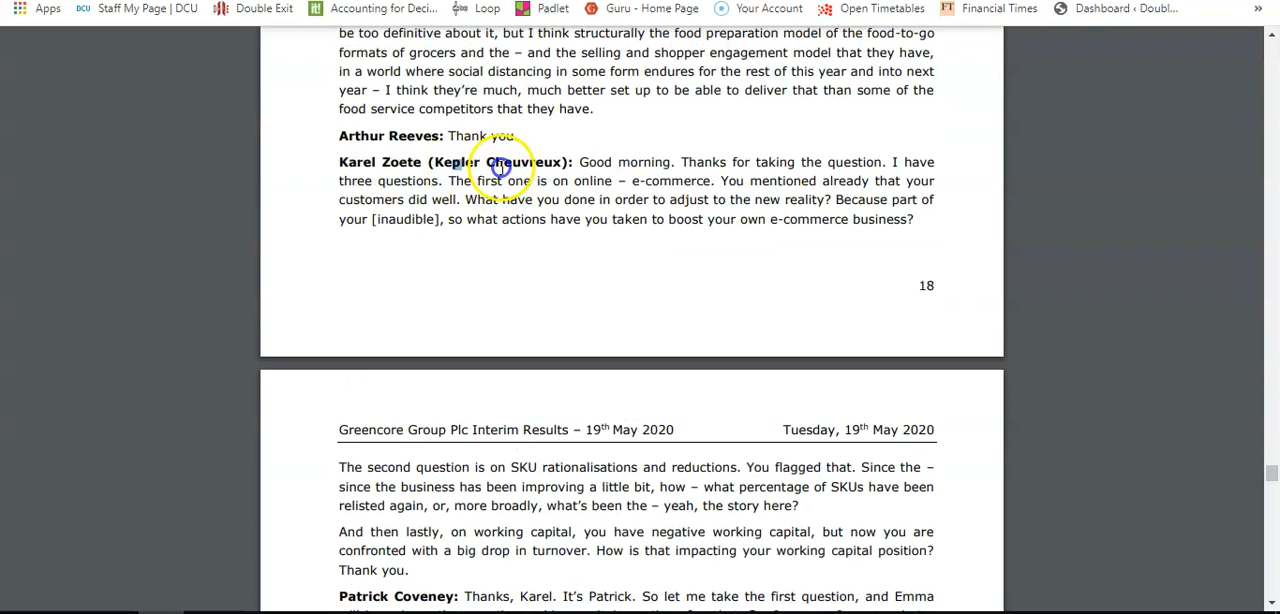 Apps DCU Staff My Page | DCU Double Exit it! Accounting for Deci... Loop Padlet G Guru - Home Page Your Account Open Timetables FT Financial Times Dashboard ‹ Doubl... »
be too definitive about it, but I think structurally the food preparation model of the food-to-go
formats of grocers and the – and the selling and shopper engagement model that they have,
in a world where social distancing in some form endures for the rest of this year and into next
year – I think they're much, much better set up to be able to deliver that than some of the
food service competitors that they have.
Arthur Reeves: Thank you.
Karel Zoete (Kepler Cheuvreux): Good morning. Thanks for taking the question. I have
three questions. The first one is on online – e-commerce. You mentioned already that your
customers did well. What have you done in order to adjust to the new reality? Because part of
your [inaudible], so what actions have you taken to boost your own e-commerce business?
18
Greencore Group Plc Interim Results – 19th May 2020 Tuesday, 19th May 2020
The second question is on SKU rationalisations and reductions. You flagged that. Since the –
since the business has been improving a little bit, how – what percentage of SKUs have been
relisted again, or, more broadly, what's been the – yeah, the story here?
And then lastly, on working capital, you have negative working capital, but now you are
confronted with a big drop in turnover. How is that impacting your working capital position?
Thank you.
Patrick Coveney: Thanks, Karel. It's Patrick. So let me take the first question, and Emma